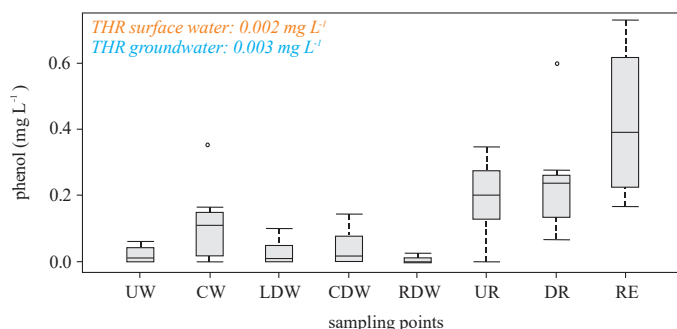 THR surface water: 0.002 mg L-1
THR groundwater: 0.003 mg L-1
phenol (mg L-1)
0.6
0.4
0.2
0.0
UW CW LDW CDW RDW UR DR RE
sampling points